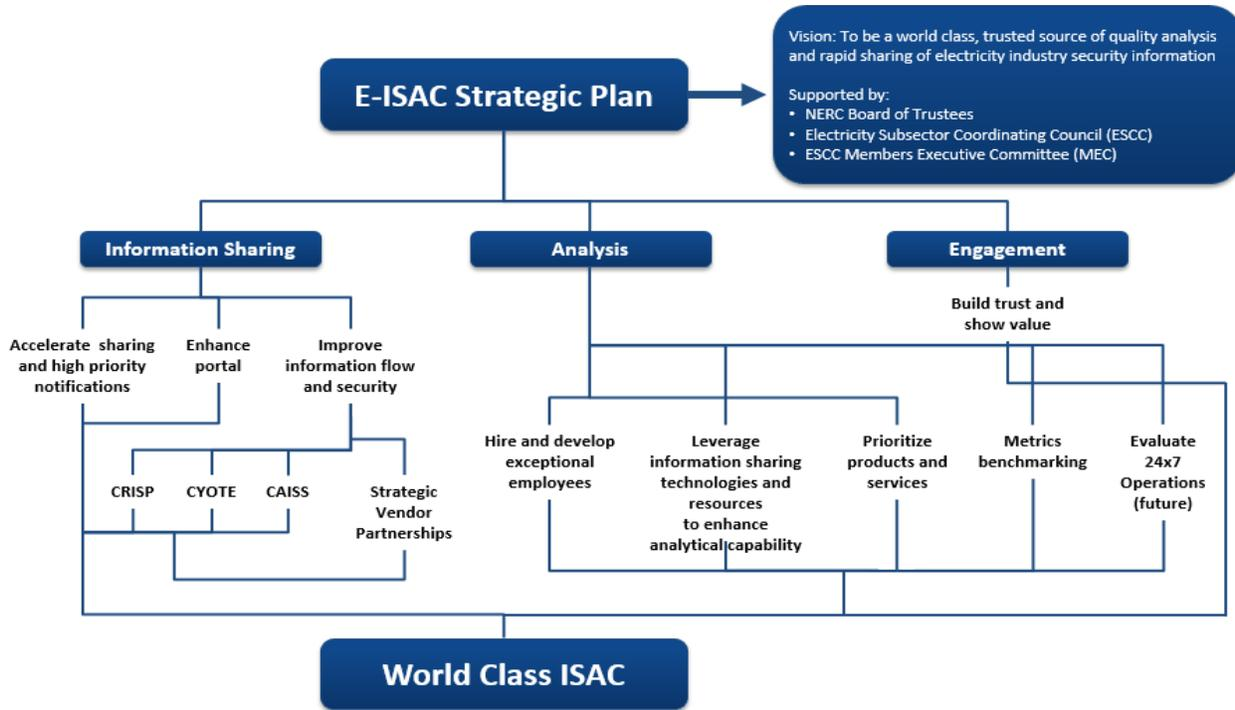 Vision: To be a world class, trusted source of quality analysis
and rapid sharing of electricity industry security information
Supported by:
• NERC Board of Trustees
• Electricity Subsector Coordinating Council (ESCC)
• ESCC Members Executive Committee (MEC)
E-ISAC Strategic Plan
Information Sharing
Analysis
Engagement
Build trust and
show value
Accelerate sharing
and high priority
notifications
Enhance
portal
Improve
information flow
and security
CRISP
CYOTE
CAISS
Strategic
Vendor
Partnerships
Hire and develop
exceptional
employees
Leverage
information sharing
technologies and
resources
to enhance
analytical capability
Prioritize
products and
services
Metrics
benchmarking
Evaluate
24x7
Operations
(future)
World Class ISAC